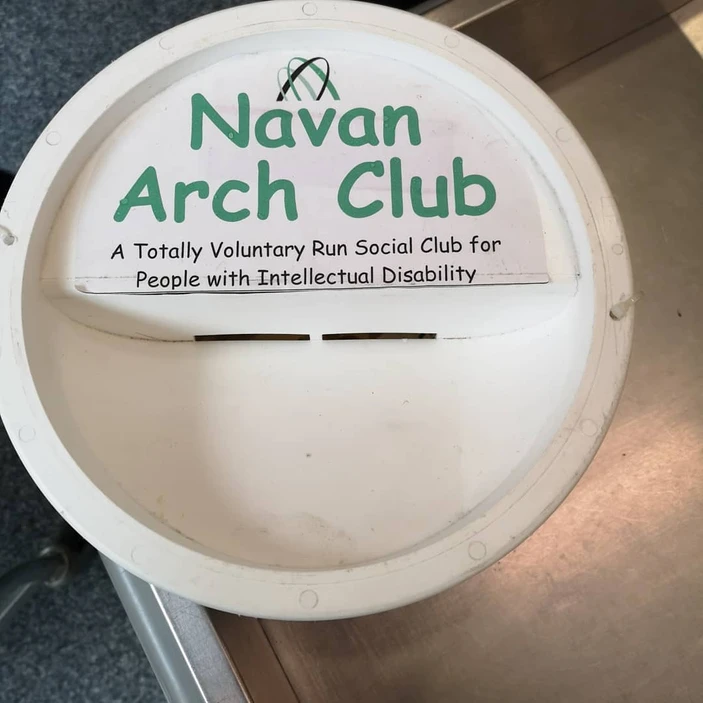 Navan
Arch Club
A Totally Voluntary Run Social Club for
People with Intellectual Disability